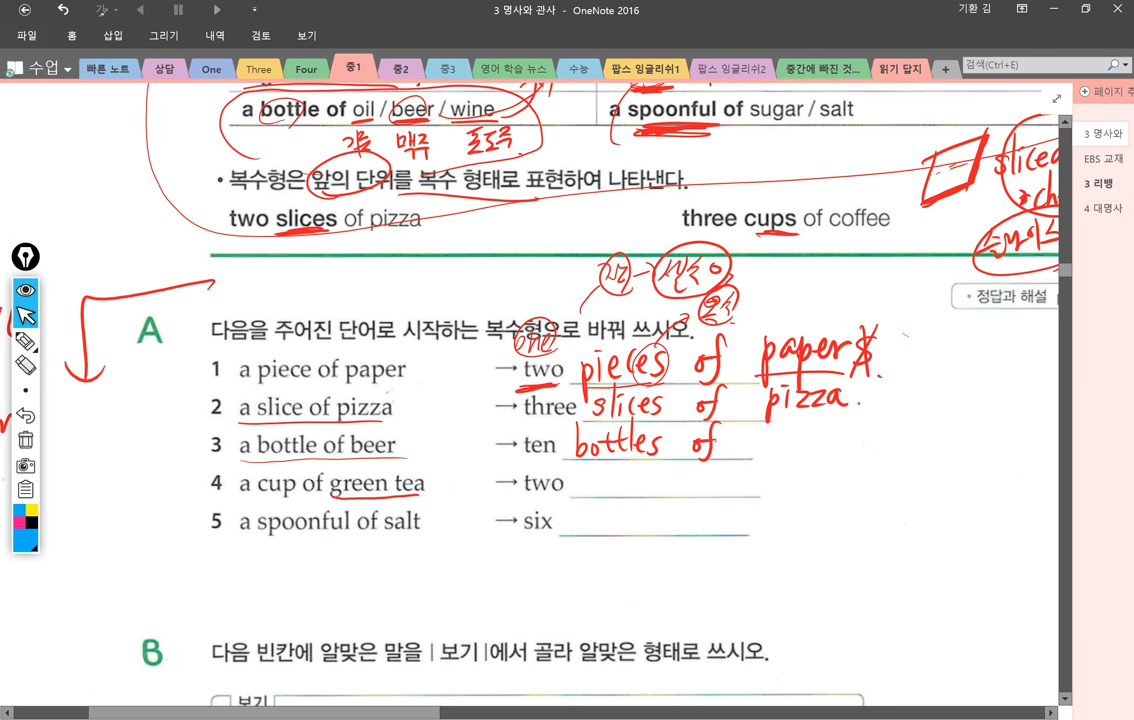 3 명사와 관사 - OneNote 2016
기환 김
파일 홈 삽입 그리기 내역 검토 보기
수업 빠른 노트 상담 One Three Four 중1 중2 중3 영어 학습 뉴스 수능 팝스 잉글리쉬1 팝스 잉글리쉬2 중간에 빠진 것... 읽기 답지 + 검색(Ctrl+E)
페이지 추
3 명사와
EBS 교재
3 리뱅
4 대명사
a bottle of oil / beer / wine a spoonful of sugar / salt
기름 맥주 포도주
• 복수형은 앞의 단위를 복수 형태로 표현하여 나타낸다.
two slices of pizza three cups of coffee
• 정답과 해설
A 다음을 주어진 단어로 시작하는 복수형으로 바꿔 쓰시오.
one
1 a piece of paper → two pieces of paper
2 a slice of pizza → three slices of pizza.
3 a bottle of beer → ten bottles of
4 a cup of green tea → two
5 a spoonful of salt → six
B 다음 빈칸에 알맞은 말을 | 보기 |에서 골라 알맞은 형태로 쓰시오.
보기